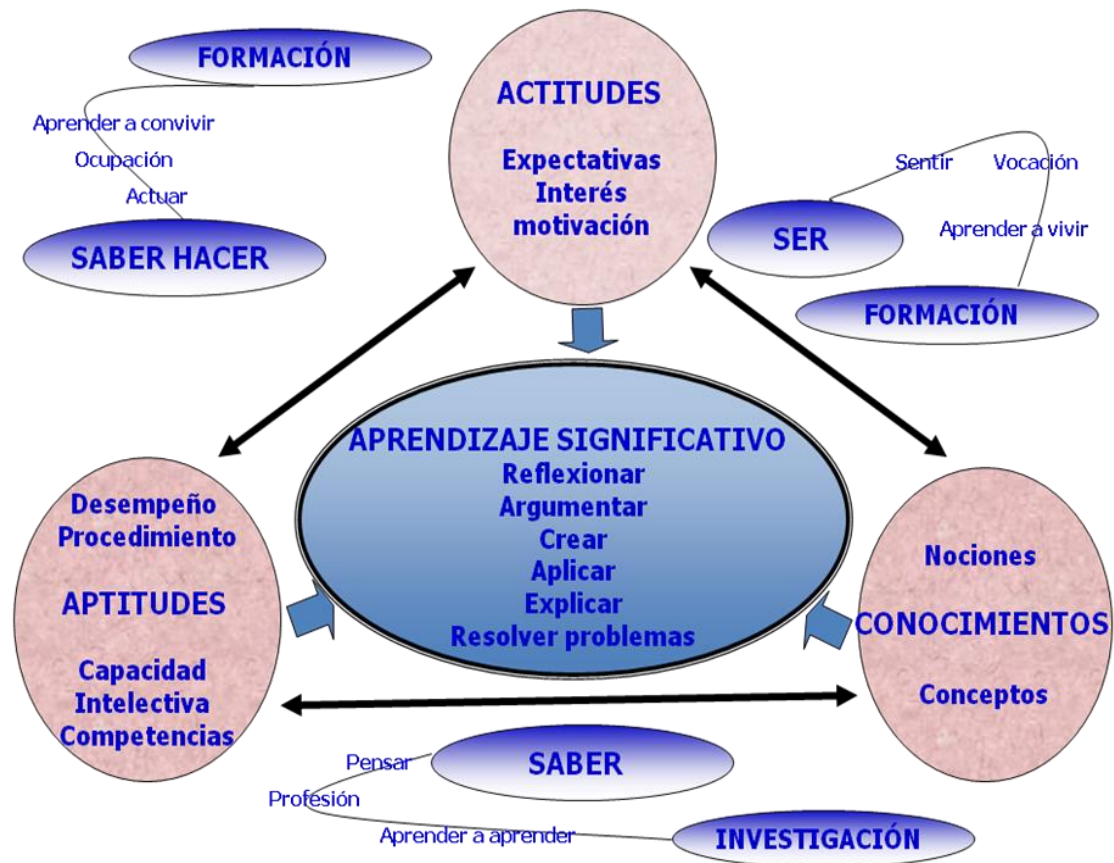 FORMACIÓN
Aprender a convivir
Ocupación
Actuar
SABER HACER
ACTITUDES
Expectativas
Interés
motivación
Sentir
Vocación
SER
Aprender a vivir
FORMACIÓN
APRENDIZAJE SIGNIFICATIVO
Reflexionar
Argumentar
Crear
Aplicar
Explicar
Resolver problemas
Desempeño
Procedimiento
APTITUDES
Capacidad
Intelectiva
Competencias
Nociones
CONOCIMIENTOS
Conceptos
Pensar
SABER
Profesión
Aprender a aprender
INVESTIGACIÓN